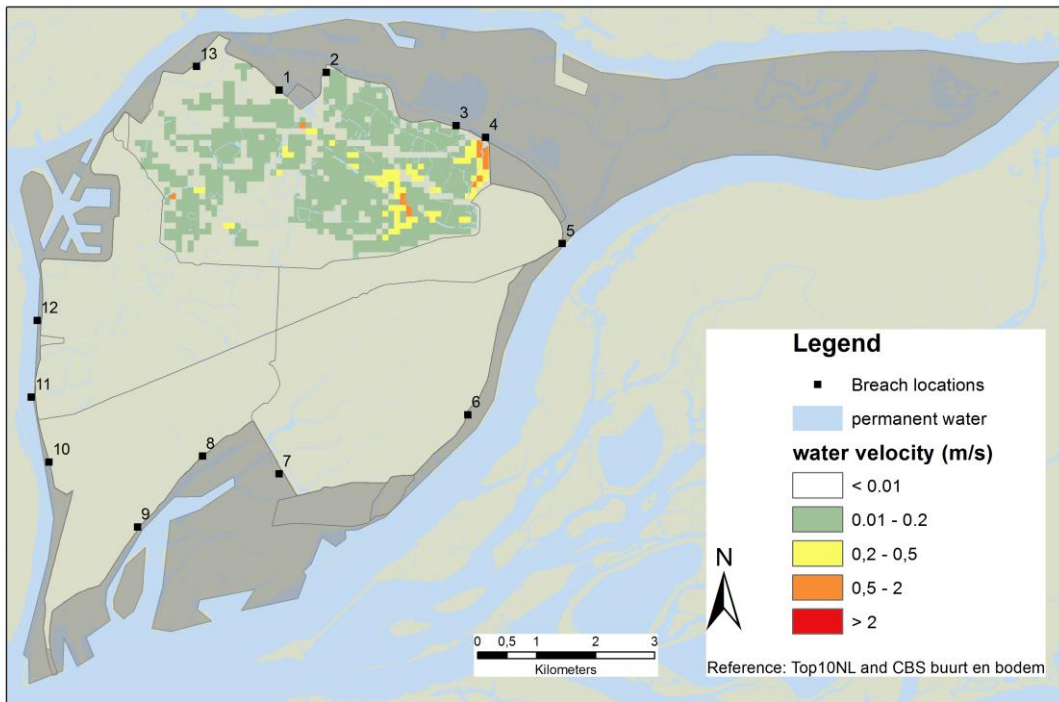 13
1
2
3
4
5
12
11
10
9
8
7
6
Legend
Breach locations
permanent water
water velocity (m/s)
< 0.01
0.01 - 0.2
0,2 - 0,5
0,5 - 2
> 2
N
0 0,5 1 2 3
Kilometers
Reference: Top10NL and CBS buurt en bodem